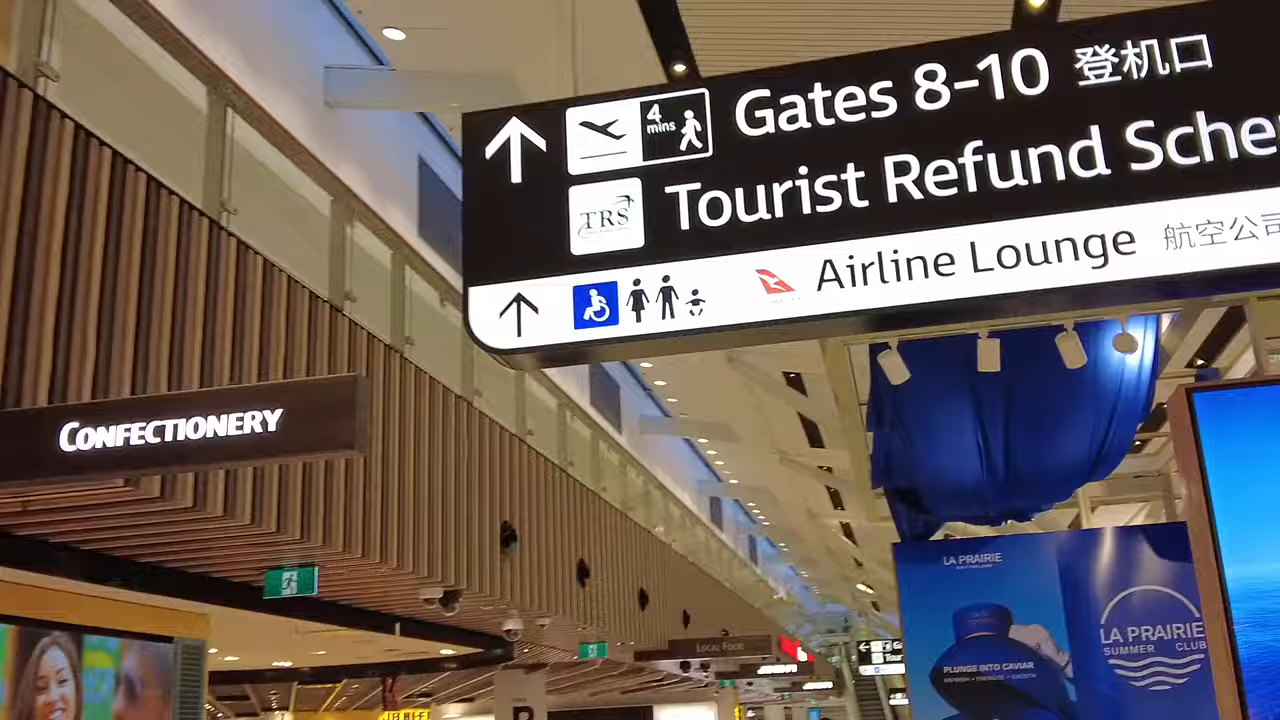 4 mins
Gates 8-10 登机口
TRS
Tourist Refund Sche
Airline Lounge 航空公司
CONFECTIONERY
LA PRAIRIE
PLUNGE INTO CAVIAR
LA PRAIRIE
SUMMER CLUB
LOCAL FOOD